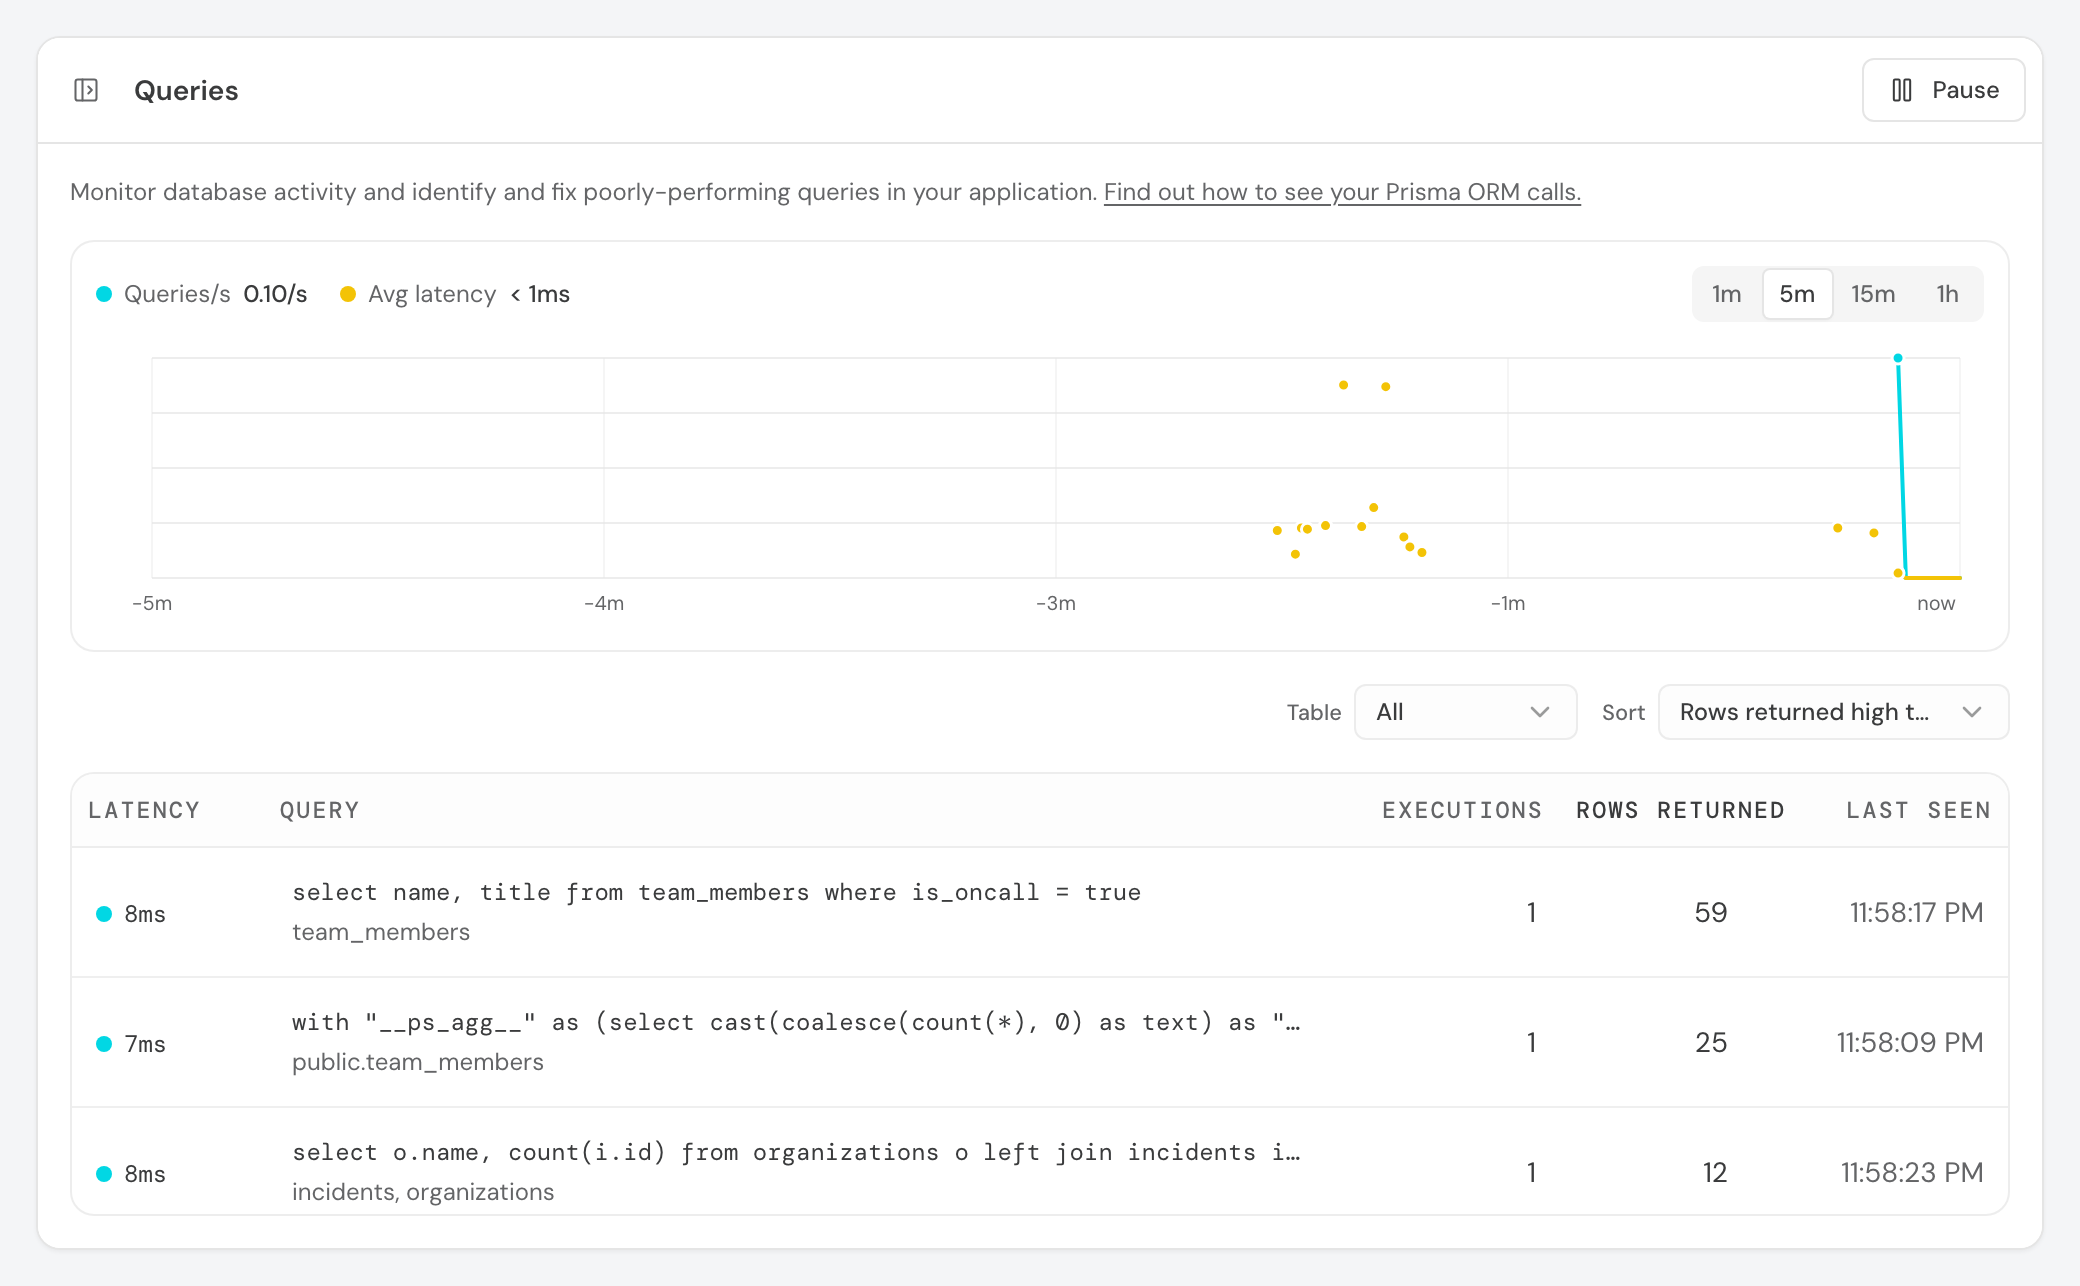 Queries
Pause
Monitor database activity and identify and fix poorly-performing queries in your application. Find out how to see your Prisma ORM calls.
Queries/s 0.10/s Avg latency < 1ms
1m 5m 15m 1h
-5m -4m -3m -1m now
Table All Sort Rows returned high t…
LATENCY QUERY EXECUTIONS ROWS RETURNED LAST SEEN
select name, title from team_members where is_oncall = true
8ms 1 59 11:58:17 PM
team_members
with "__ps_agg__" as (select cast(coalesce(count(*), 0) as text) as "…
7ms 1 25 11:58:09 PM
public.team_members
select o.name, count(i.id) from organizations o left join incidents i…
8ms 1 12 11:58:23 PM
incidents, organizations